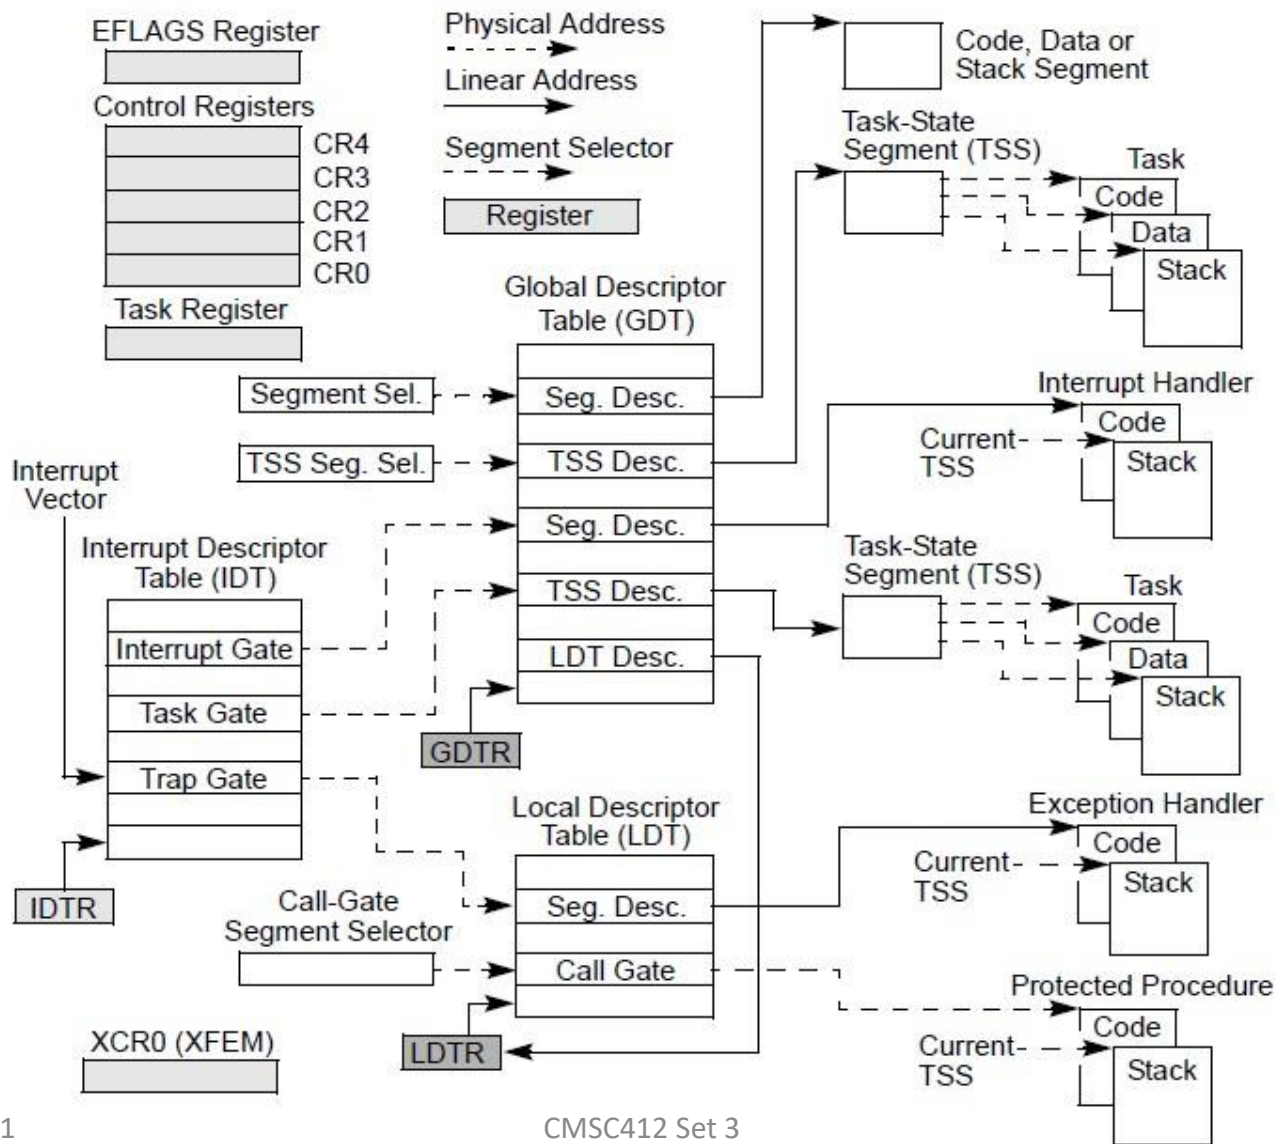 EFLAGS Register
Control Registers
CR4
CR3
CR2
CR1
CR0
Task Register
Physical Address
Linear Address
Segment Selector
Register
Code, Data or
Stack Segment
Task-State
Segment (TSS)
Task
Code
Data
Stack
Global Descriptor
Table (GDT)
Segment Sel.
Seg. Desc.
TSS Seg. Sel.
TSS Desc.
Seg. Desc.
TSS Desc.
LDT Desc.
GDTR
Interrupt Handler
Code
Current
TSS
Stack
Interrupt
Vector
Interrupt Descriptor
Table (IDT)
Interrupt Gate
Task Gate
Trap Gate
IDTR
Task-State
Segment (TSS)
Task
Code
Data
Stack
Local Descriptor
Table (LDT)
Call-Gate
Segment Selector
Seg. Desc.
Call Gate
LDTR
Exception Handler
Code
Current
TSS
Stack
Protected Procedure
Code
Current
TSS
Stack
XCR0 (XFEM)
1
CMSC412 Set 3